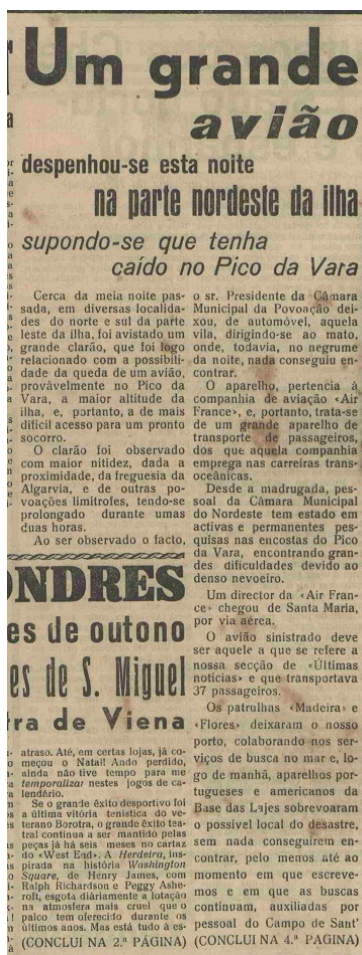 Um grande
avião
despenhou-se esta noite
na parte nordeste da ilha
supondo-se que tenha
caído no Pico da Vara
Cerca da meia noite pas-
sada, em diversas localida-
des do norte e sul da parte
leste da ilha, foi avistado um
grande clarão, que foi logo
relacionado com a possibili-
dade da queda de um avião,
provàvelmente no Pico da
Vara, a maior altitude da
ilha, e, portanto, a de mais
dificil acesso para um pronto
socorro.
O clarão foi observado
com maior nitidez, dada a
proximidade, da freguesia da
Algarvia, e de outras po-
voações limitrofes, tendo-se
prolongado durante umas
duas horas.
Ao ser observado o facto,
o sr. Presidente da Câmara
Municipal da Povoação dei-
xou, de automóvel, aquela
vila, dirigindo-se ao mato,
onde, todavia, no negrume
da noite, nada conseguiu en-
contrar.
O aparelho, pertencia à
companhia de aviação «Air
France», e, portanto, trata-se
de um grande aparelho de
transporte de passageiros,
dos que aquela companhia
emprega nas carreiras trans-
oceânicas.
Desde a madrugada, pes-
soal da Câmara Municipal
do Nordeste tem estado em
activas e permanentes pes-
quisas nas encostas do Pico
da Vara, encontrando gran-
des dificuldades devido ao
denso nevoeiro.
Um director da «Air Fran-
ce» chegou de Santa Maria,
por via aérea.
O avião sinistrado deve
ser aquele a que se refere a
nossa secção de «Últimas
noticias» e que transportava
37 passageiros.
Os patrulhas «Madeira» e
«Flores» deixaram o nosso
porto, colaborando nos ser-
viços de busca no mar e, lo-
go de manhã, aparelhos por-
tugueses e americanos da
Base das Lajes sobrevoaram
o possivel local do desastre,
sem nada conseguirem en-
contrar, pelo menos até ao
momento em que escreve-
mos e em que as buscas
continuam, auxiliadas por
pessoal do Campo de Sant'
(CONCLUI NA 4.ª PAGINA)
ONDRES
es de outono
es de S. Miguel
tra de Viena
atraso. Até, em certas lojas, já co-
meçou o Natal! Ando perdido,
ainda não tive tempo para me
temporalizar nestes jogos de ca-
lendério.
Se o grande êxito desportivo foi
a última vitória tenistica do ve-
terano Borotra, o grande êxito tea-
tral continua a ser mantido pelas
peças já há seis meses no cartaz
do «West End». A Herdeira, ins-
pirada na história Washington
Square, de Henry James, com
Ralph Richardson e Peggy Ashe-
roft, esgota diàriamente a lotação
na atmosfera mais cruel que o
palco tem oferecido durante os
últimos anos. Mas está tudo à es-
(CONCLUI NA 2.ª PÁGINA)